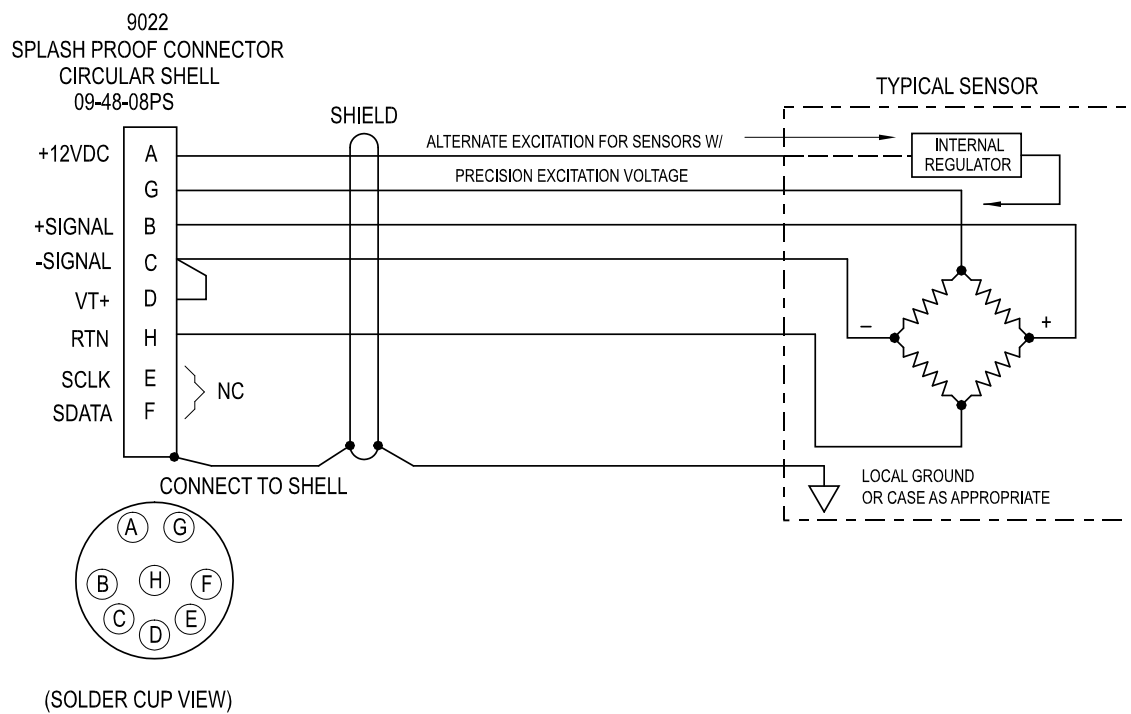 9022
SPLASH PROOF CONNECTOR
CIRCULAR SHELL
09-48-08PS
TYPICAL SENSOR
SHIELD
+12VDC A
ALTERNATE EXCITATION FOR SENSORS W/
INTERNAL
REGULATOR
G
PRECISION EXCITATION VOLTAGE
+SIGNAL B
-SIGNAL C
VT+ D
RTN H
– +
SCLK E
NC
SDATA F
CONNECT TO SHELL
LOCAL GROUND
OR CASE AS APPROPRIATE
A G
B H F
C E
D
(SOLDER CUP VIEW)